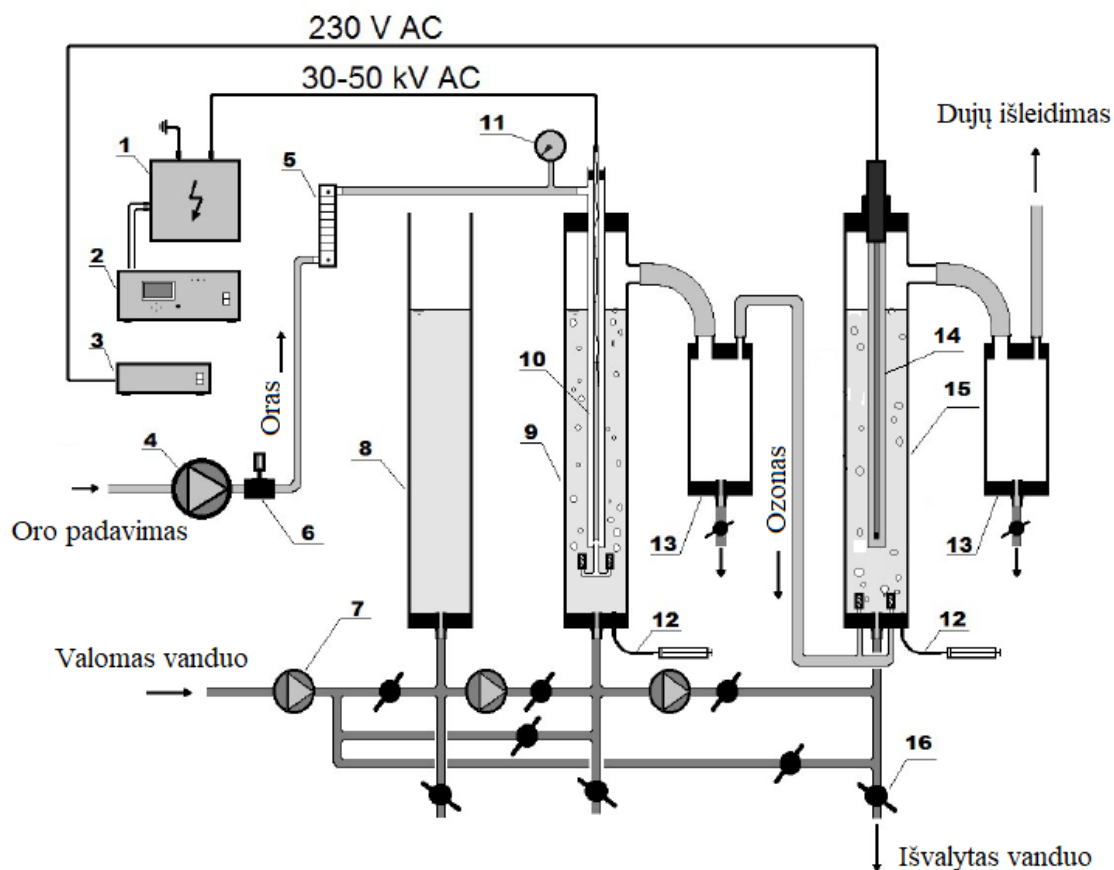 230 V AC
30-50 kV AC
Dujų išleidimas
11
1
5
2
3
14
10
Oras
15
4
8
9
Ozonas
Oro padavimas
6
13
13
7
12
12
Valomas vanduo
16
Išvalytas vanduo